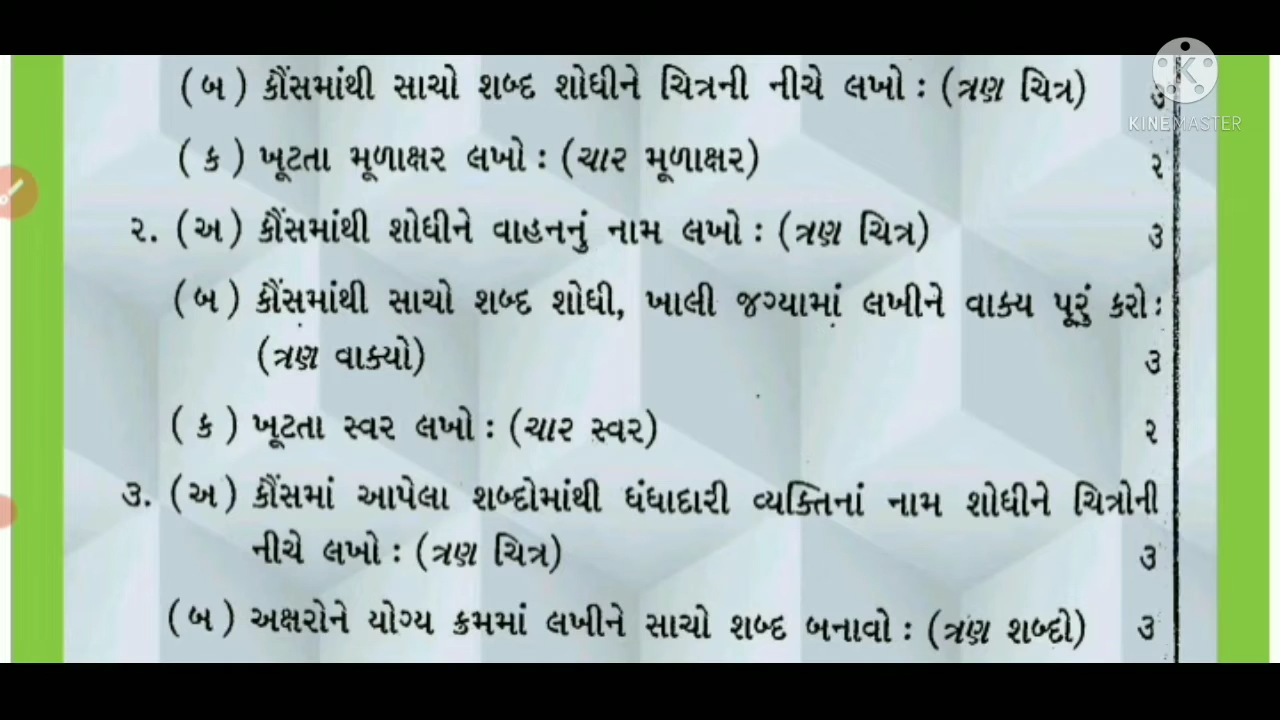 (બ) કૌંસમાંથી સાચો શબ્દ શોધીને ચિત્રની નીચે લખો : (ત્રણ ચિત્ર) ૩
KINEMASTER
(ક) ખૂટતા મૂળાક્ષર લખો : (ચાર મૂળાક્ષર) ૨
૨. (અ) કૌંસમાંથી શોધીને વાહનનું નામ લખો : (ત્રણ ચિત્ર) ૩
(બ) કૌંસમાંથી સાચો શબ્દ શોધી, ખાલી જગ્યામાં લખીને વાક્ય પૂરું કરો :
(ત્રણ વાક્યો) ૩
(ક) ખૂટતા સ્વર લખો : (ચાર સ્વર) ૨
૩. (અ) કૌંસમાં આપેલા શબ્દોમાંથી ધંધાદારી વ્યક્તિનાં નામ શોધીને ચિત્રોની
નીચે લખો : (ત્રણ ચિત્ર) ૩
(બ) અક્ષરોને યોગ્ય ક્રમમાં લખીને સાચો શબ્દ બનાવો : (ત્રણ શબ્દો) ૩